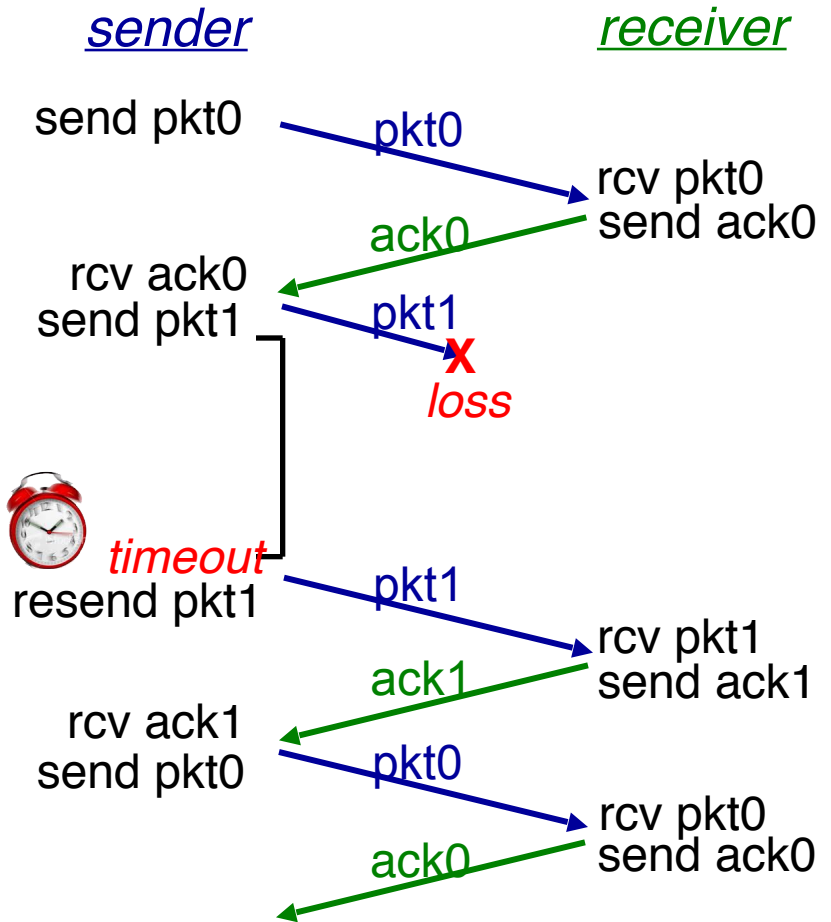 sender
receiver
send pkt0
pkt0
rcv pkt0
send ack0
ack0
rcv ack0
send pkt1
pkt1
X
loss
timeout
resend pkt1
pkt1
rcv pkt1
send ack1
ack1
rcv ack1
send pkt0
pkt0
rcv pkt0
send ack0
ack0